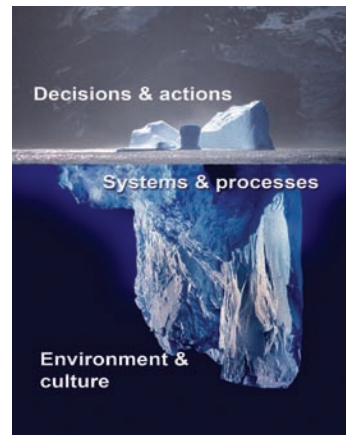 Decisions & actions
Systems & processes
Environment &
culture